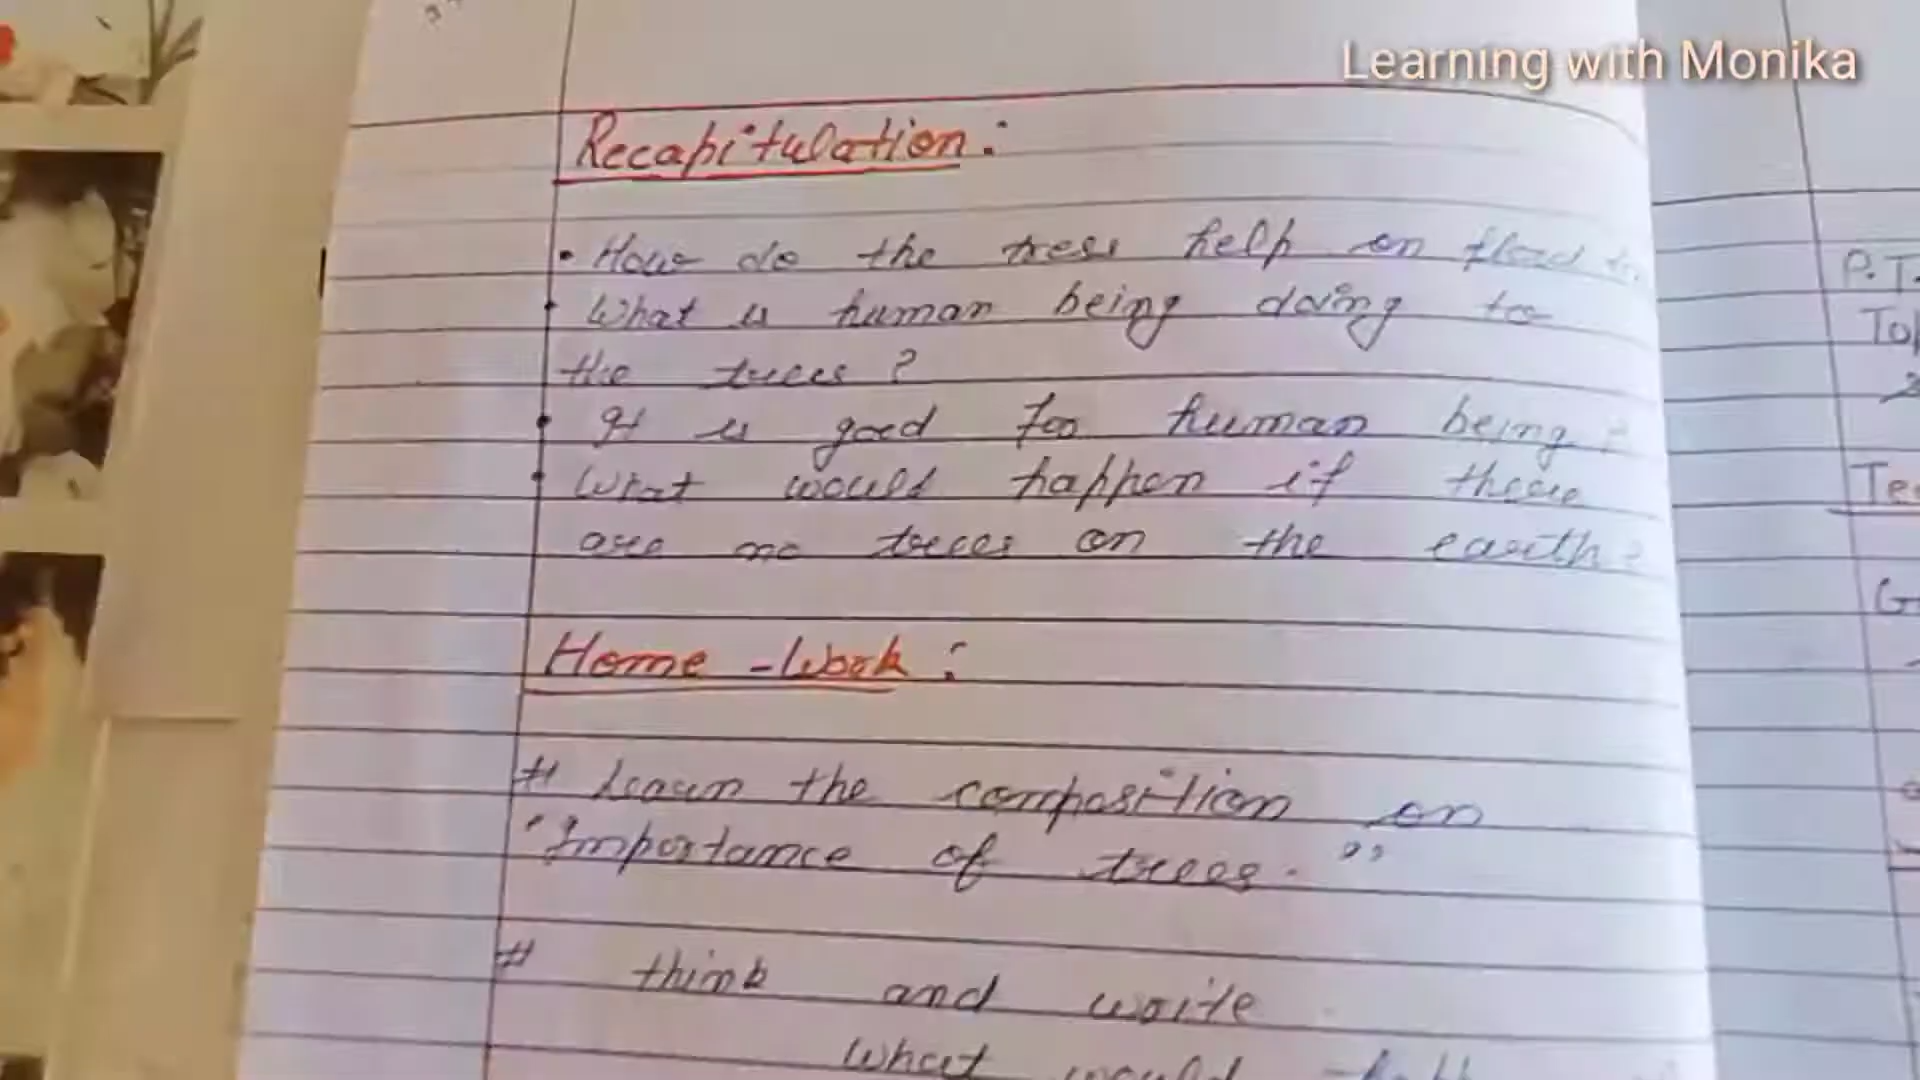 Learning with Monika
Recapitulation:
• How do the trees help on flood
• What is human being doing to
the trees?
• It is good for human being ?
• What would happen if there
are no trees on the earth?
Home-Work:
# Learn the composition on
"Importance of trees."
# think and write
What would
P.T.